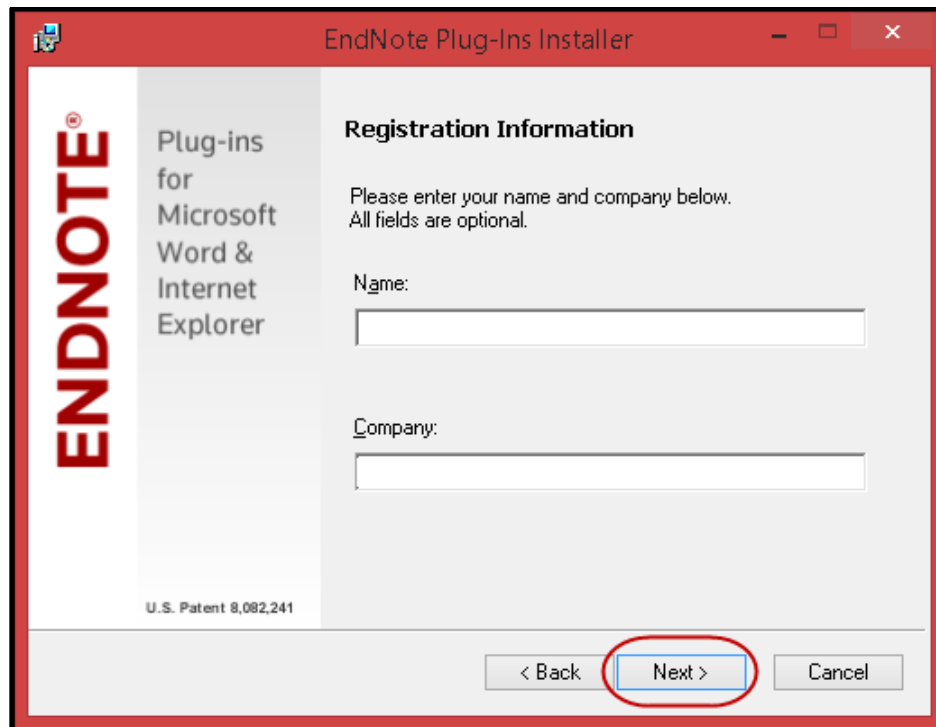 EndNote Plug-Ins Installer
ENDNOTE®
Plug-ins
for
Microsoft
Word &
Internet
Explorer
U.S. Patent 8,082,241
Registration Information
Please enter your name and company below.
All fields are optional.
Name:
Company:
< Back
Next >
Cancel